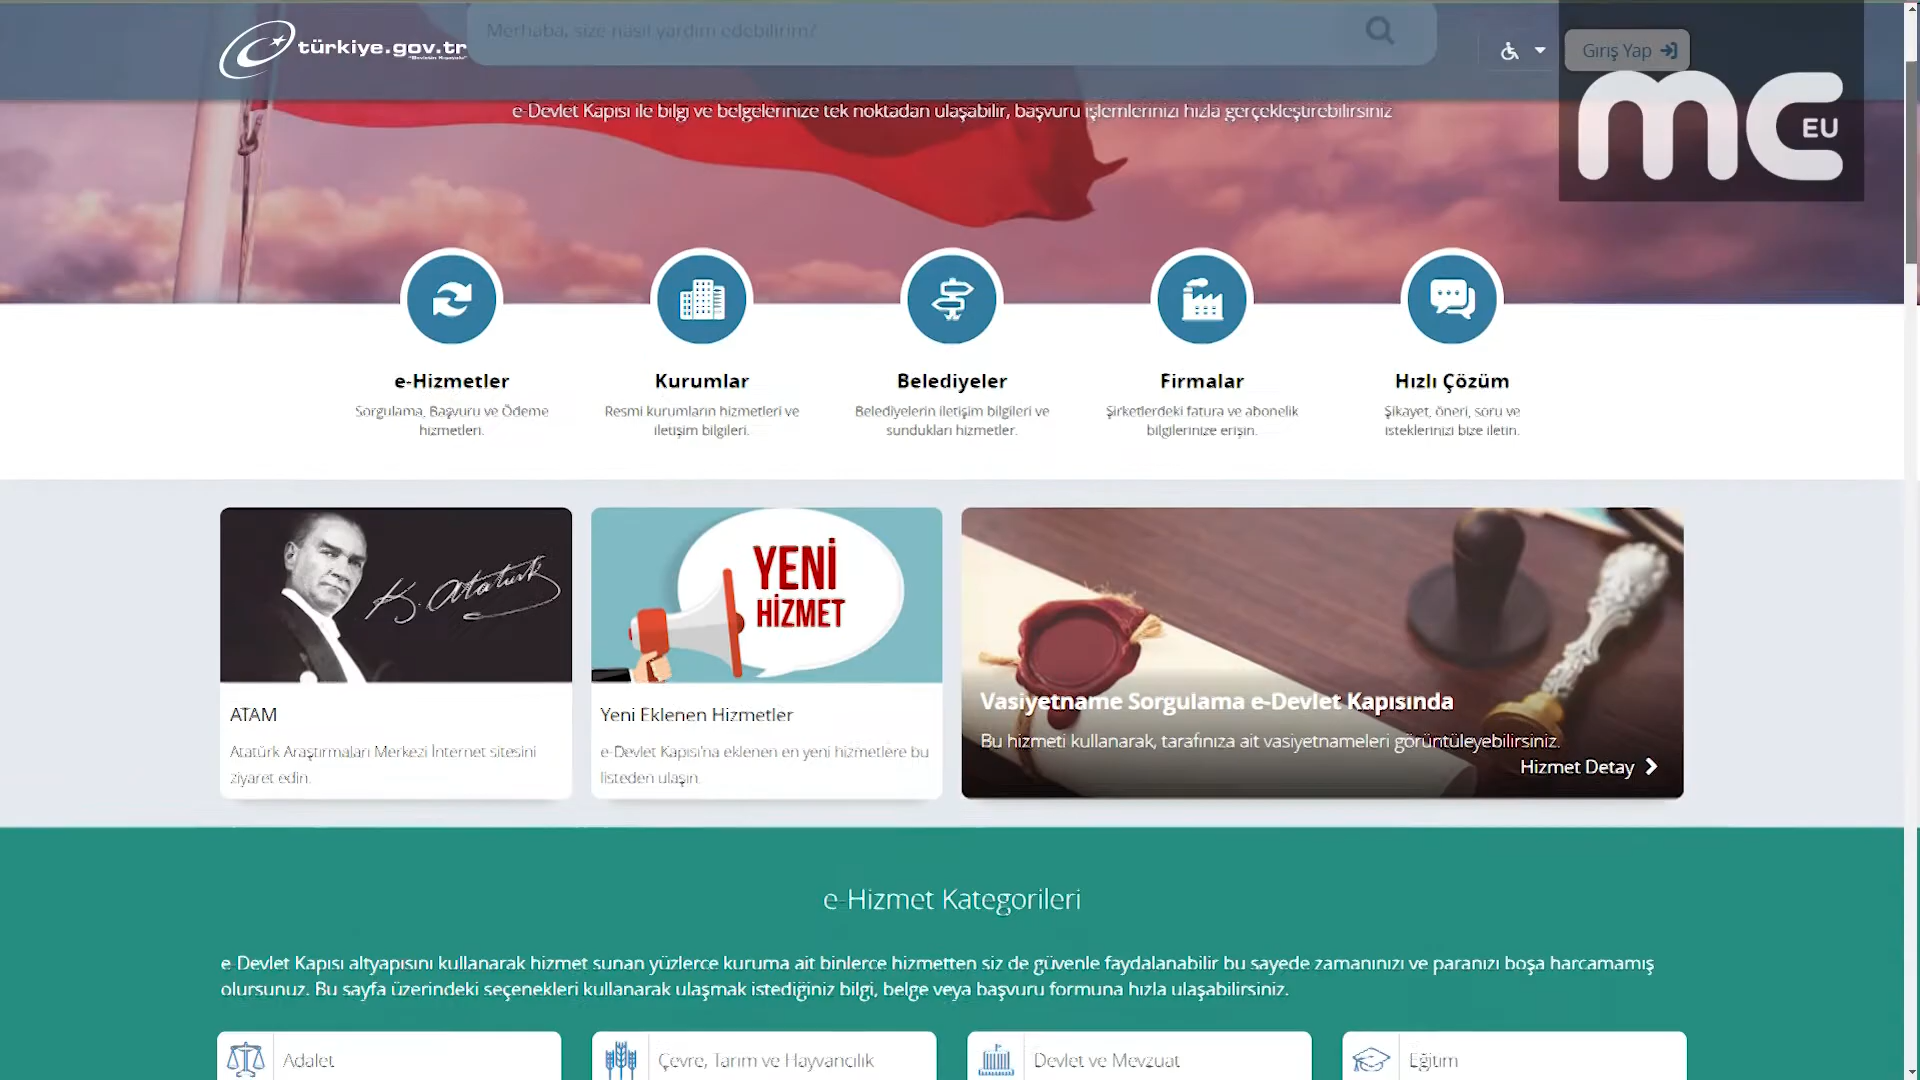 türkiye.gov.tr
Merhaba, size nasıl yardım edebilirim?
Giriş Yap
mc EU
e-Devlet Kapısı ile bilgi ve belgelerinize tek noktadan ulaşabilir, başvuru işlemlerinizi hızla gerçekleştirebilirsiniz
e-Hizmetler
Sorgulama, Başvuru ve Ödeme
hizmetleri.
Kurumlar
Resmi kurumların hizmetleri ve
iletişim bilgileri.
Belediyeler
Belediyelerin iletişim bilgileri ve
sundukları hizmetler.
Firmalar
Şirketlerdeki fatura ve abonelik
bilgilerinize erişin.
Hızlı Çözüm
Şikayet, öneri, soru ve
isteklerinizi bize iletin.
K. Atatürk
ATAM
Atatürk Araştırmaları Merkezi İnternet sitesini
ziyaret edin.
YENİ
HİZMET
Yeni Eklenen Hizmetler
e-Devlet Kapısı'na eklenen en yeni hizmetlere bu
listeden ulaşın.
Vasiyetname Sorgulama e-Devlet Kapısında
Bu hizmeti kullanarak, tarafınıza ait vasiyetnameleri görüntüleyebilirsiniz.
Hizmet Detay
e-Hizmet Kategorileri
e-Devlet Kapısı altyapısını kullanarak hizmet sunan yüzlerce kuruma ait binlerce hizmetten siz de güvenle faydalanabilir bu sayede zamanınızı ve paranızı boşa harcamamış
olursunuz. Bu sayfa üzerindeki seçenekleri kullanarak ulaşmak istediğiniz bilgi, belge veya başvuru formuna hızla ulaşabilirsiniz.
Adalet
Çevre, Tarım ve Hayvancılık
Devlet ve Mevzuat
Eğitim